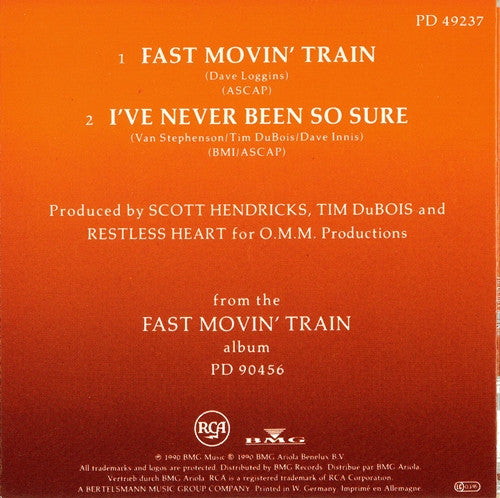 PD 49237
1 FAST MOVIN' TRAIN
(Dave Loggins)
(ASCAP)
2 I'VE NEVER BEEN SO SURE
(Van Stephenson/Tim DuBois/Dave Innis)
(BMI/ASCAP)
Produced by SCOTT HENDRICKS, TIM DuBOIS and
RESTLESS HEART for O.M.M. Productions
from the
FAST MOVIN' TRAIN
album
PD 90456
RCA BMG
℗ 1990 BMG Music ® 1990 BMG Ariola Benelux B.V.
All trademarks and logos are protected. Distributed by BMG Records. Distribue par BMG Ariola.
Vertrieb durch BMG Ariola. RCA is a registered trademark of RCA Corporation.
A BERTELSMANN MUSIC GROUP COMPANY. Printed in W. Germany. Imprimé en Allemagne.